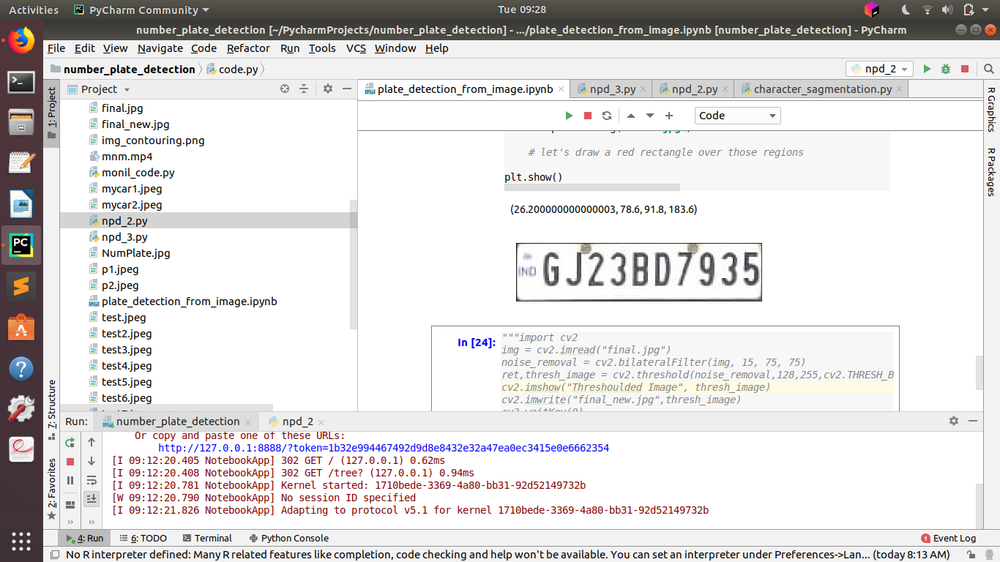 Activities PyCharm Community Tue 09:28
number_plate_detection [~/PycharmProjects/number_plate_detection] - .../plate_detection_from_image.ipynb [number_plate_detection] - PyCharm
File Edit View Navigate Code Refactor Run Tools VCS Window Help
number_plate_detection code.py npd_2
1: Project
Project
plate_detection_from_image.ipynb npd_3.py npd_2.py character_sagmentation.py
R Graphics
R Packages
Code
final.jpg
final_new.jpg
img_contouring.png
mnm.mp4
monil_code.py
mycar1.jpeg
mycar2.jpeg
npd_2.py
npd_3.py
NumPlate.jpg
p1.jpeg
p2.jpeg
plate_detection_from_image.ipynb
test.jpeg
test2.jpeg
test3.jpeg
test4.jpeg
test5.jpeg
test6.jpeg
# let's draw a red rectangle over those regions
plt.show()
(26.200000000000003, 78.6, 91.8, 183.6)
IND GJ23BD7935
In [24]:
"""import cv2
img = cv2.imread("final.jpg")
noise_removal = cv2.bilateralFilter(img, 15, 75, 75)
ret,thresh_image = cv2.threshold(noise_removal,128,255,cv2.THRESH_B
cv2.imshow("Threshoulded Image", thresh_image)
cv2.imwrite("final_new.jpg",thresh_image)
cv2.waitKey(0)
7: Structure
2: Favorites
Run: number_plate_detection npd_2
Or copy and paste one of these URLs:
http://127.0.0.1:8888/?token=1b32e994467492d9d8e8432e32a47ea0ec3415e0e6662354
[I 09:12:20.405 NotebookApp] 302 GET / (127.0.0.1) 0.62ms
[I 09:12:20.408 NotebookApp] 302 GET /tree? (127.0.0.1) 0.94ms
[I 09:12:20.781 NotebookApp] Kernel started: 1710bede-3369-4a80-bb31-92d52149732b
[W 09:12:20.790 NotebookApp] No session ID specified
[I 09:12:21.826 NotebookApp] Adapting to protocol v5.1 for kernel 1710bede-3369-4a80-bb31-92d52149732b
4: Run 6: TODO Terminal Python Console 1 Event Log
No R interpreter defined: Many R related features like completion, code checking and help won't be available. You can set an interpreter under Preferences->Lan... (today 8:13 AM)